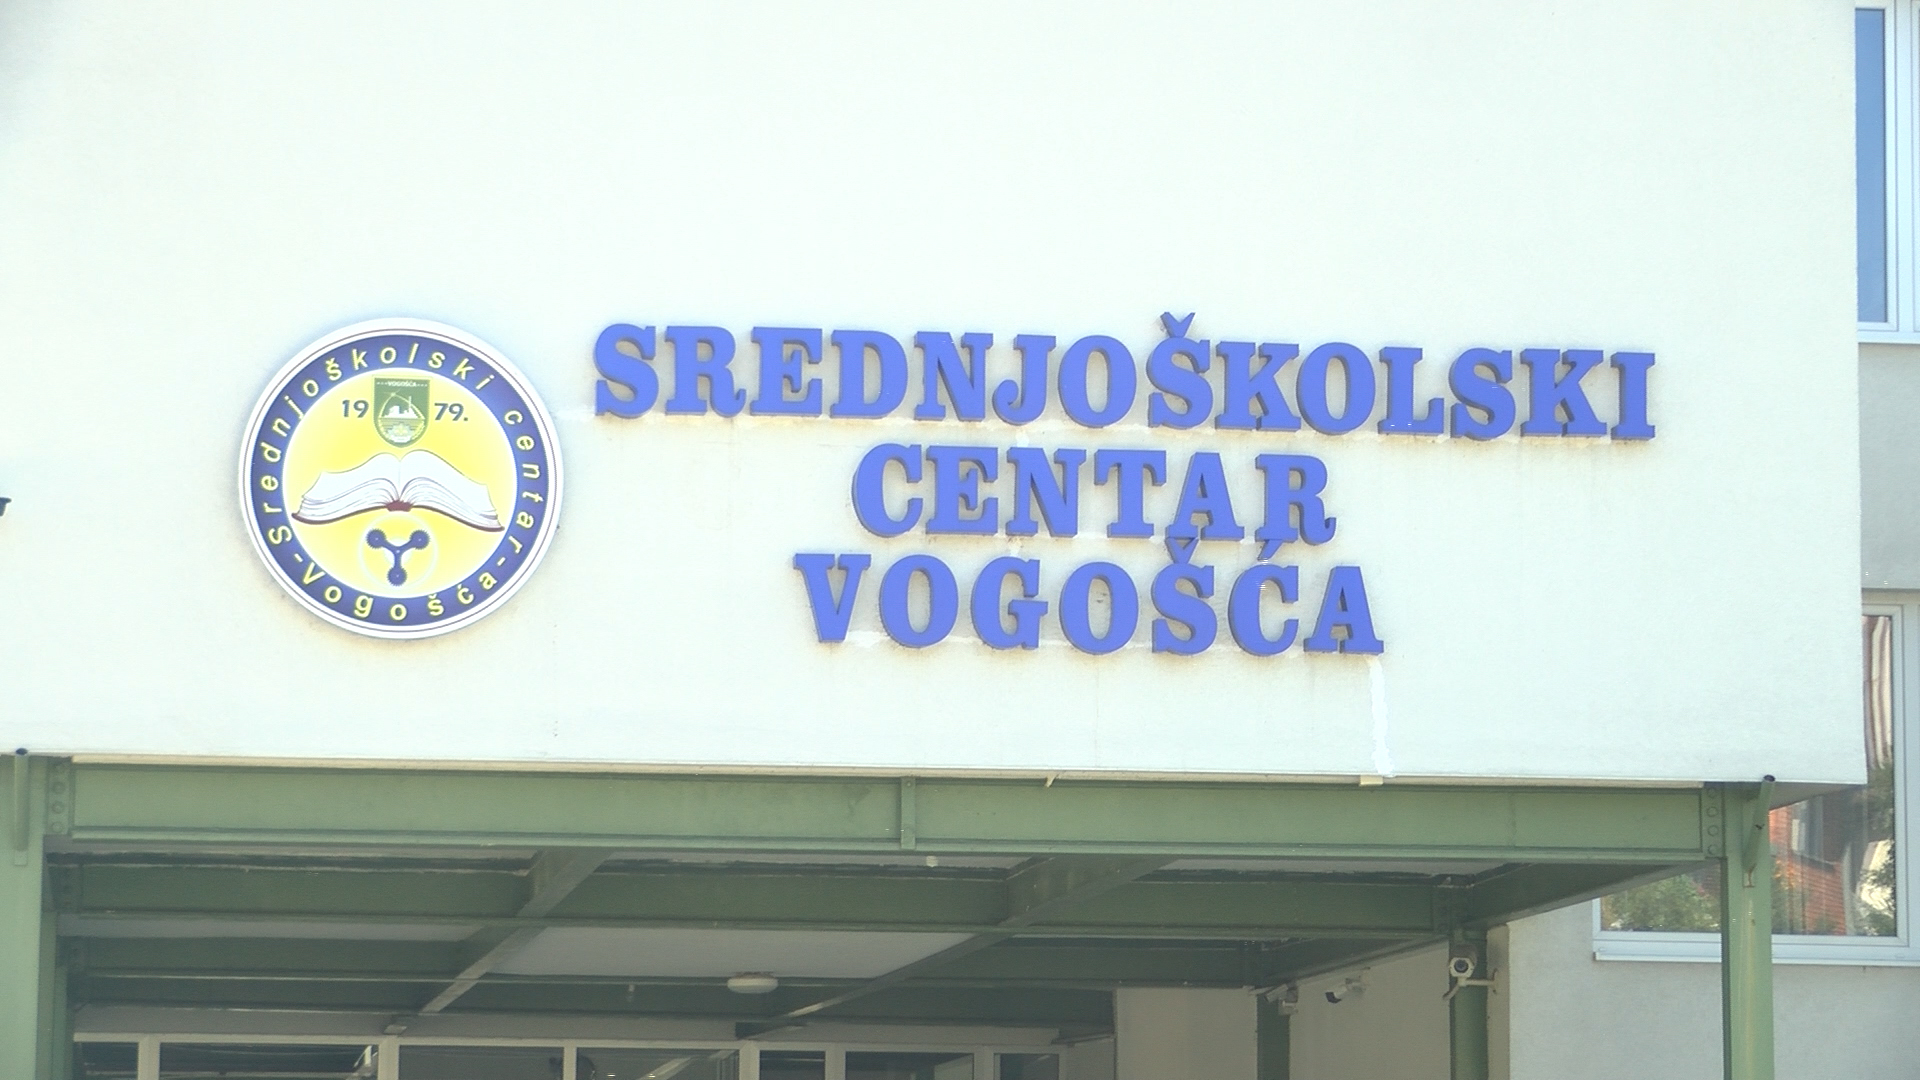 Srednjoškolski centar
VOGOŠĆA
19 79.
-Vogošća-
SREDNJOŠKOLSKI
CENTAR
VOGOŠĆA